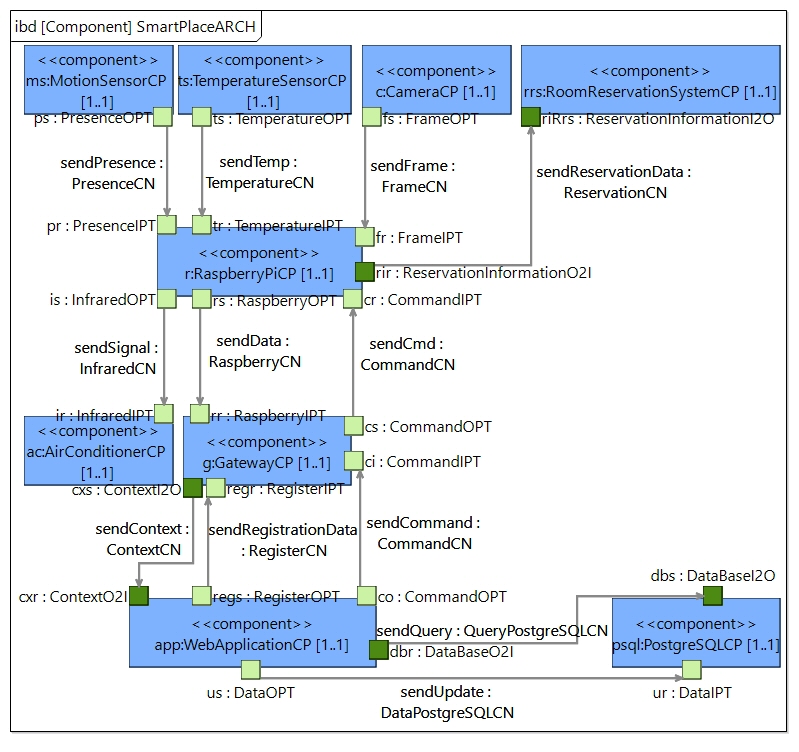 ibd [Component] SmartPlaceARCH
<<component>>
ms:MotionSensorCP
[1..1]
<<component>>
ts:TemperatureSensorCP
[1..1]
<<component>>
c:CameraCP [1..1]
<<component>>
rrs:RoomReservationSystemCP [1..1]
ps : PresenceOPT
ts : TemperatureOPT
fs : FrameOPT
riRrs : ReservationInformationI2O
sendPresence :
PresenceCN
sendTemp :
TemperatureCN
sendFrame :
FrameCN
sendReservationData :
ReservationCN
pr : PresenceIPT
tr : TemperatureIPT
fr : FrameIPT
<<component>>
r:RaspberryPiCP [1..1]
rir : ReservationInformationO2I
is : InfraredOPT
rs : RaspberryOPT
cr : CommandIPT
sendSignal :
InfraredCN
sendData :
RaspberryCN
sendCmd :
CommandCN
ir : InfraredIPT
rr : RaspberryIPT
cs : CommandOPT
<<component>>
ac:AirConditionerCP
[1..1]
<<component>>
g:GatewayCP [1..1]
ci : CommandIPT
cxs : ContextI2O
regr : RegisterIPT
sendContext :
ContextCN
sendRegistrationData
: RegisterCN
sendCommand :
CommandCN
dbs : DataBaseI2O
cxr : ContextO2I
regs : RegisterOPT
co : CommandOPT
<<component>>
app:WebApplicationCP [1..1]
sendQuery : QueryPostgreSQLCN
dbr : DataBaseO2I
<<component>>
psql:PostgreSQLCP [1..1]
us : DataOPT
sendUpdate :
DataPostgreSQLCN
ur : DataIPT